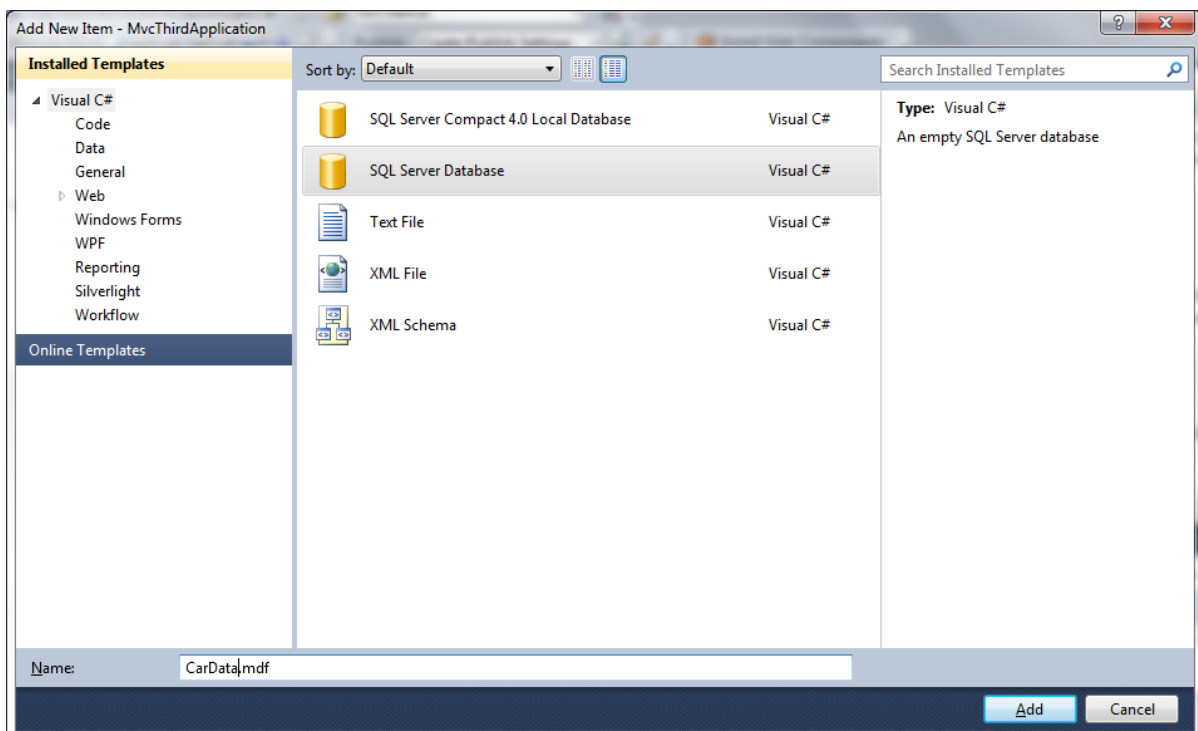 Add New Item - MvcThirdApplication
Installed Templates
Sort by: Default
Search Installed Templates
Visual C#
Code
Data
General
Web
Windows Forms
WPF
Reporting
Silverlight
Workflow
Online Templates
SQL Server Compact 4.0 Local Database Visual C#
SQL Server Database Visual C#
Text File Visual C#
XML File Visual C#
XML Schema Visual C#
Type: Visual C#
An empty SQL Server database
Name: CarData.mdf
Add Cancel